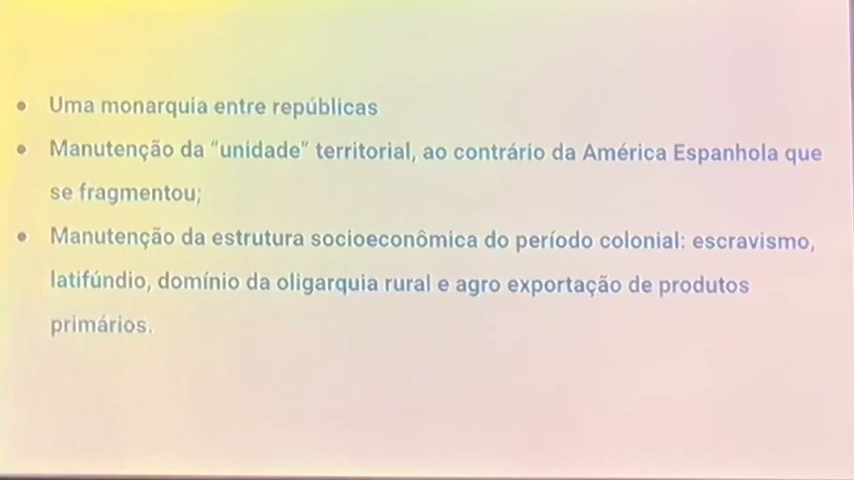 • Uma monarquia entre repúblicas
• Manutenção da “unidade” territorial, ao contrário da América Espanhola que
se fragmentou;
• Manutenção da estrutura socioeconômica do período colonial: escravismo,
latifúndio, domínio da oligarquia rural e agro exportação de produtos
primários.